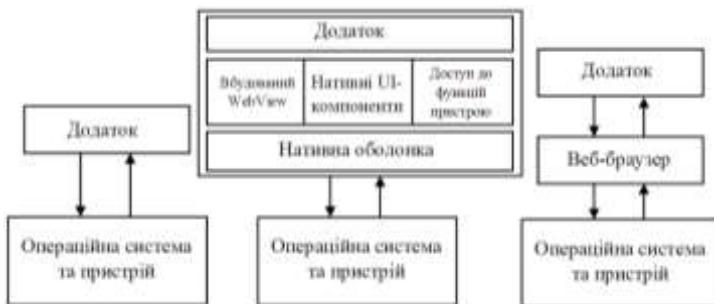 Додаток
Вбудований
WebView
Нативні UI-
компоненти
Доступ до
функцій
пристрою
Нативна оболонка
Операційна система
та пристрій
Додаток
Операційна система
та пристрій
Додаток
Веб-браузер
Операційна система
та пристрій